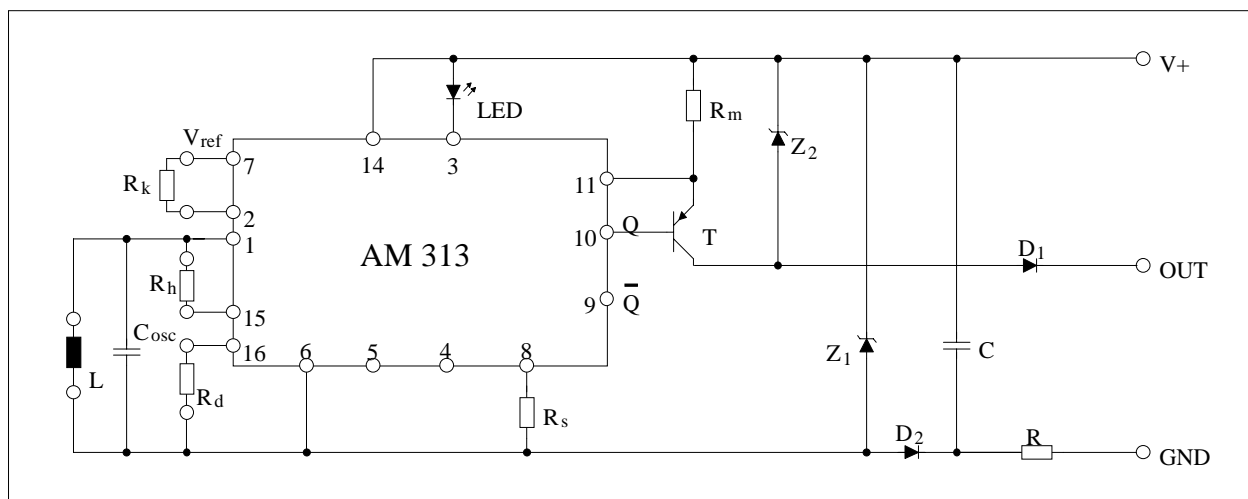 V+
LED
Rm
Vref
7
14
3
Z2
Rk
11
2
1
10
Q
T
AM 313
D1
OUT
Rh
9
Q̅
Cosc
15
16
6
5
4
8
Z1
C
L
Rd
Rs
D2
R
GND